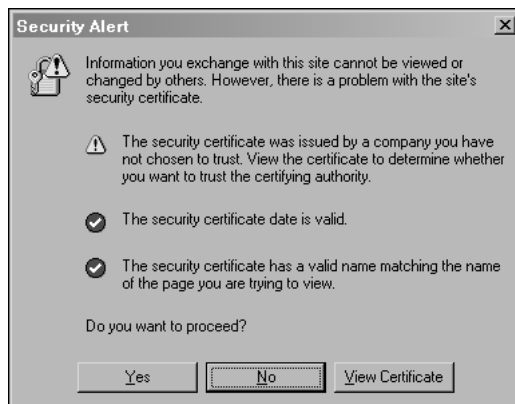 Security Alert
Information you exchange with this site cannot be viewed or
changed by others. However, there is a problem with the site's
security certificate.
The security certificate was issued by a company you have
not chosen to trust. View the certificate to determine whether
you want to trust the certifying authority.
The security certificate date is valid.
The security certificate has a valid name matching the name
of the page you are trying to view.
Do you want to proceed?
Yes No View Certificate